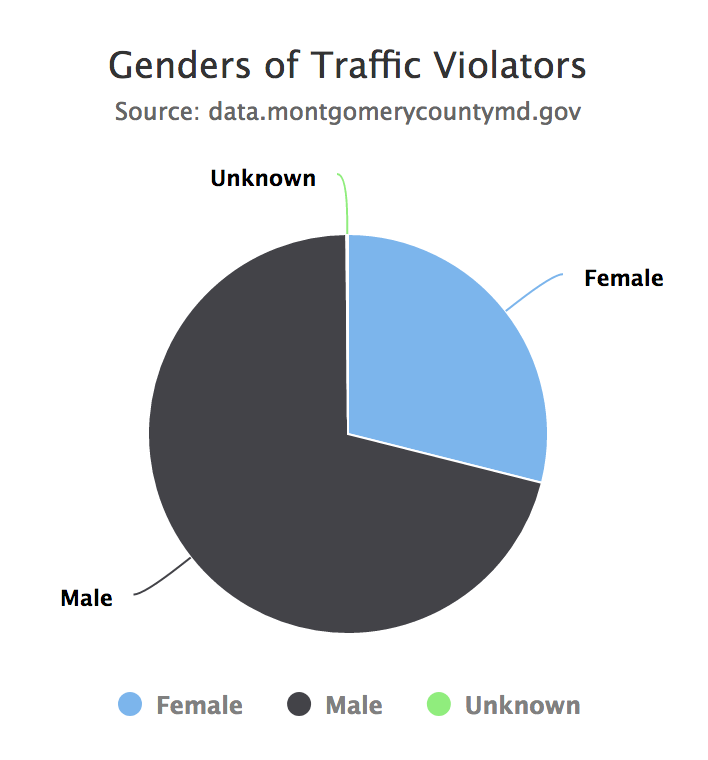 Genders of Traffic Violators
Source: data.montgomerycountymd.gov
Unknown
Female
Male
Female
Male
Unknown